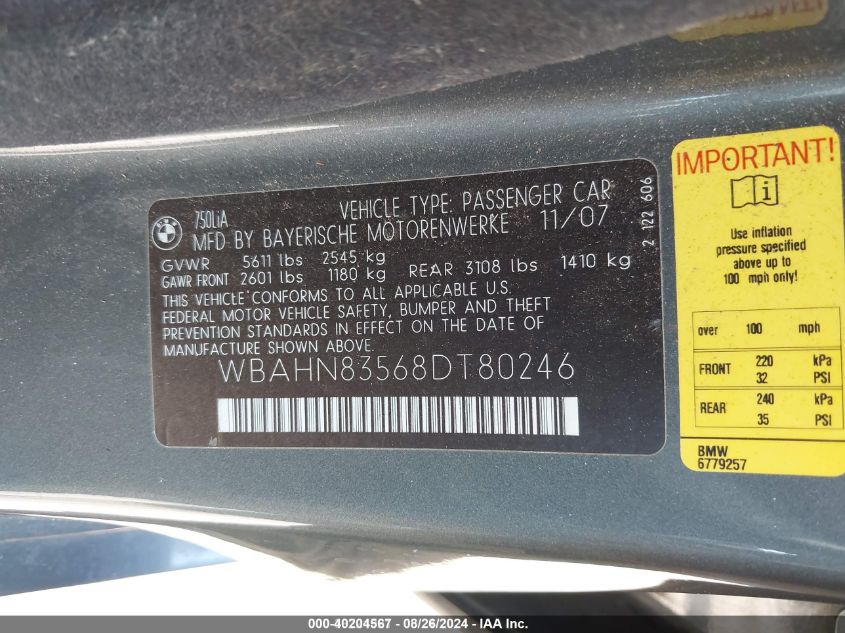 BMW
750LiA
VEHICLE TYPE: PASSENGER CAR
MFD BY BAYERISCHE MOTORENWERKE 11/07
GVWR 5611 lbs 2545 kg
GAWR FRONT 2601 lbs 1180 kg REAR 3108 lbs 1410 kg
THIS VEHICLE CONFORMS TO ALL APPLICABLE U.S.
FEDERAL MOTOR VEHICLE SAFETY, BUMPER AND THEFT
PREVENTION STANDARDS IN EFFECT ON THE DATE OF
MANUFACTURE SHOWN ABOVE.
WBAHN83568DT80246
2 122 606
IMPORTANT!
i
Use inflation
pressure specified
above up to
100 mph only!
over 100 mph
FRONT 220 kPa
32 PSI
REAR 240 kPa
35 PSI
BMW
6779257
000-40204567 - 08/26/2024 - IAA Inc.